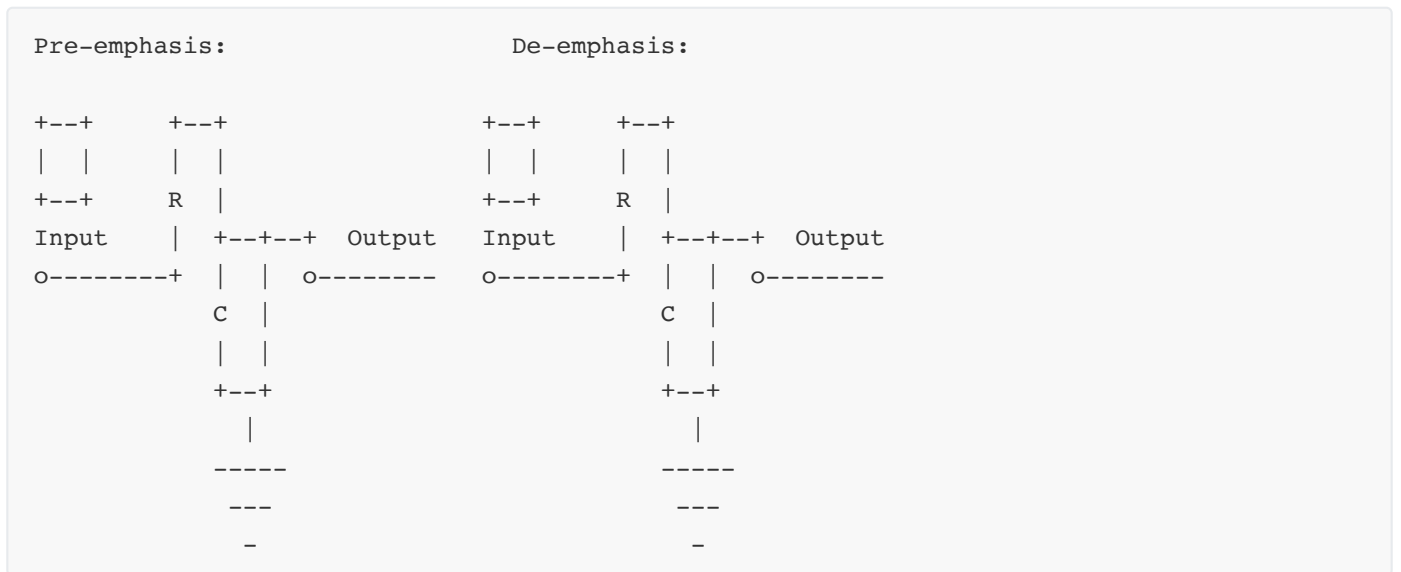 Pre-emphasis:                   De-emphasis:

+--+     +--+                 +--+     +--+
|  |     |  |                 |  |     |  |
+--+     R  |                 +--+     R  |
Input    |  +--+--+  Output   Input    |  +--+--+  Output
o--------+  |  |  o--------   o--------+  |  |  o--------
            C  |                          C  |
            |  |                          |  |
            +--+                          +--+
              |                             |
            -----                         -----
             ---                           ---
              -                             -